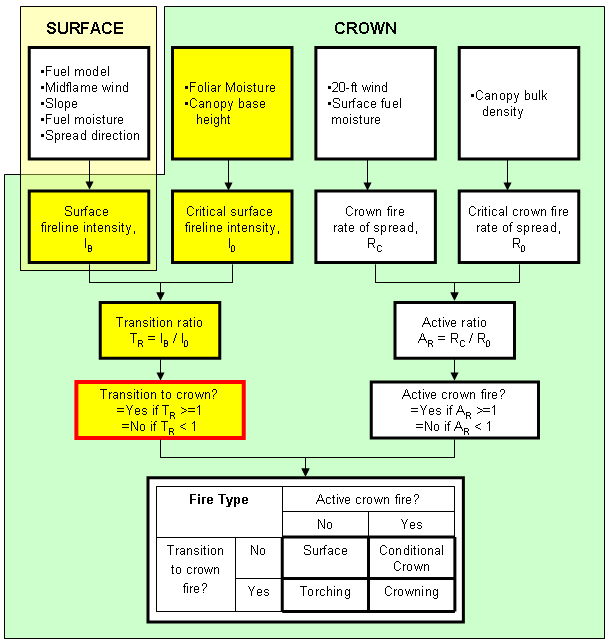 SURFACE
CROWN
•Fuel model
•Midflame wind
•Slope
•Fuel moisture
•Spread direction
•Foliar Moisture
•Canopy base
height
•20-ft wind
•Surface fuel
moisture
•Canopy bulk
density
Surface
fireline intensity,
I_B
Critical surface
fireline intensity,
I_0
Crown fire
rate of spread,
R_C
Critical crown fire
rate of spread,
R_0
Transition ratio
T_R = I_B / I_0
Active ratio
A_R = R_C / R_0
Transition to crown?
=Yes if T_R >=1
=No if T_R < 1
Active crown fire?
=Yes if A_R >=1
=No if A_R < 1
Fire Type
Active crown fire?
No
Yes
Transition
to crown
fire?
No
Surface
Conditional
Crown
Yes
Torching
Crowning